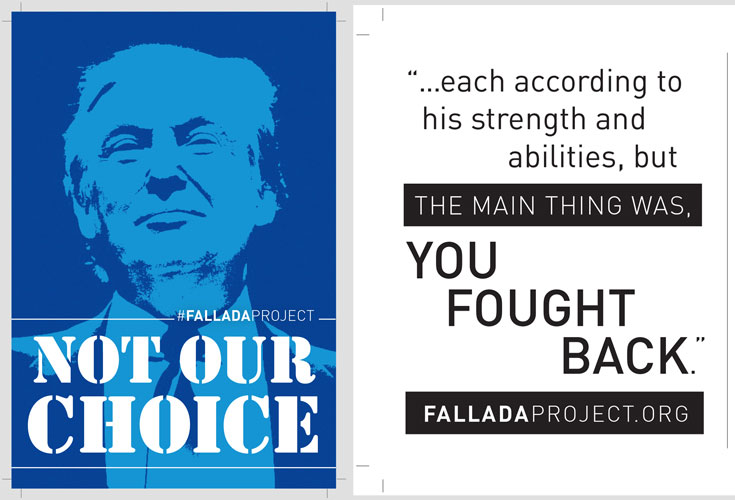 #FALLADAPROJECT
NOT OUR
CHOICE
“...each according to
his strength and
abilities, but
THE MAIN THING WAS,
YOU
FOUGHT
BACK.”
FALLADAPROJECT.ORG